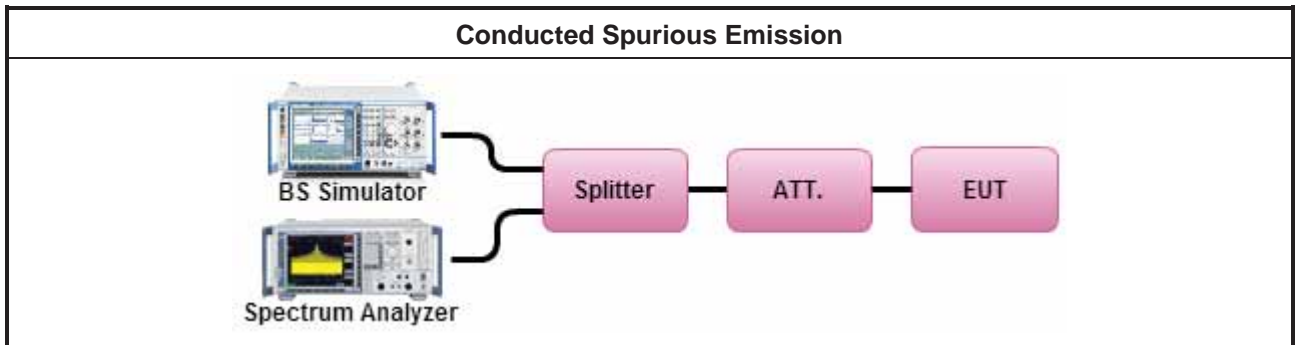 Conducted Spurious Emission
BS Simulator
Splitter
ATT.
EUT
Spectrum Analyzer